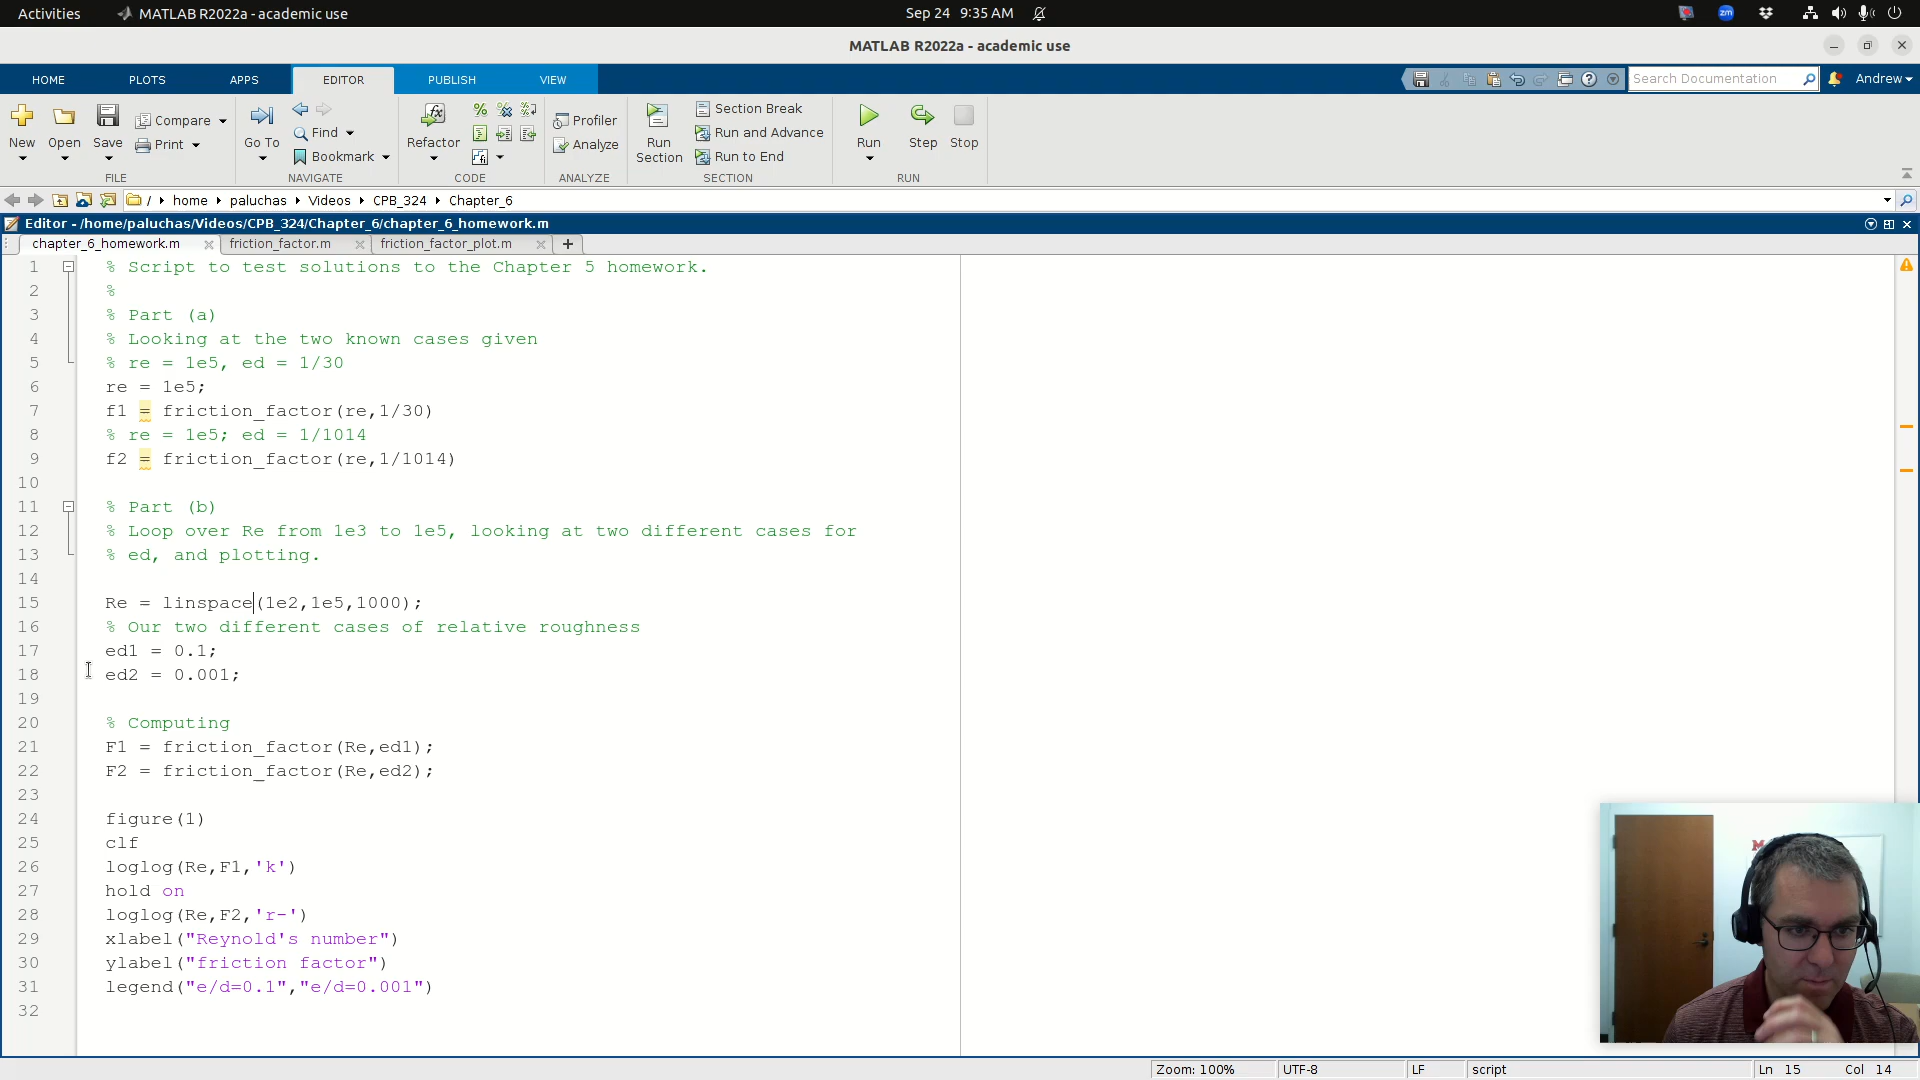 Activities
MATLAB R2022a - academic use
Sep 24 9:35 AM
zm
MATLAB R2022a - academic use
HOME PLOTS APPS EDITOR PUBLISH VIEW
Search Documentation
Andrew
New
Open
Save
Compare
Print
FILE
Go To
Find
Bookmark
NAVIGATE
Refactor
CODE
Profiler
Analyze
ANALYZE
Run Section
Section Break
Run and Advance
Run to End
SECTION
Run
Step
Stop
RUN
/ home paluchas Videos CPB_324 Chapter_6
Editor - /home/paluchas/Videos/CPB_324/Chapter_6/chapter_6_homework.m
chapter_6_homework.m friction_factor.m friction_factor_plot.m
1 % Script to test solutions to the Chapter 5 homework.
2 %
3 % Part (a)
4 % Looking at the two known cases given
5 % re = 1e5, ed = 1/30
6 re = 1e5;
7 f1 = friction_factor(re,1/30)
8 % re = 1e5; ed = 1/1014
9 f2 = friction_factor(re,1/1014)
10
11 % Part (b)
12 % Loop over Re from 1e3 to 1e5, looking at two different cases for
13 % ed, and plotting.
14
15 Re = linspace(1e2,1e5,1000);
16 % Our two different cases of relative roughness
17 ed1 = 0.1;
18 ed2 = 0.001;
19
20 % Computing
21 F1 = friction_factor(Re,ed1);
22 F2 = friction_factor(Re,ed2);
23
24 figure(1)
25 clf
26 loglog(Re,F1,'k')
27 hold on
28 loglog(Re,F2,'r-')
29 xlabel("Reynold's number")
30 ylabel("friction factor")
31 legend("e/d=0.1","e/d=0.001")
32
Zoom: 100% UTF-8 LF script Ln 15 Col 14